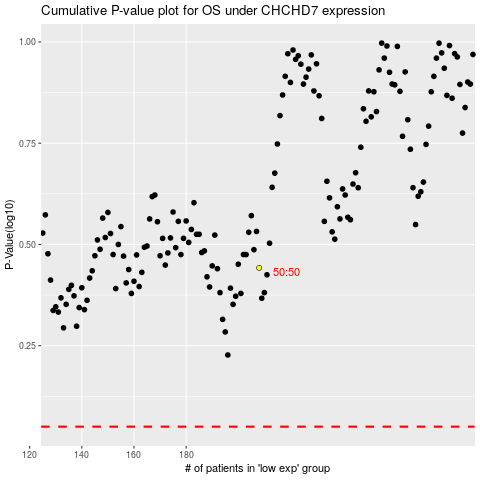 Cumulative P-value plot for OS under CHCHD7 expression
P-Value(log10)
1.00
0.75
0.50
0.25
50:50
120 140 160 180
# of patients in 'low exp' group